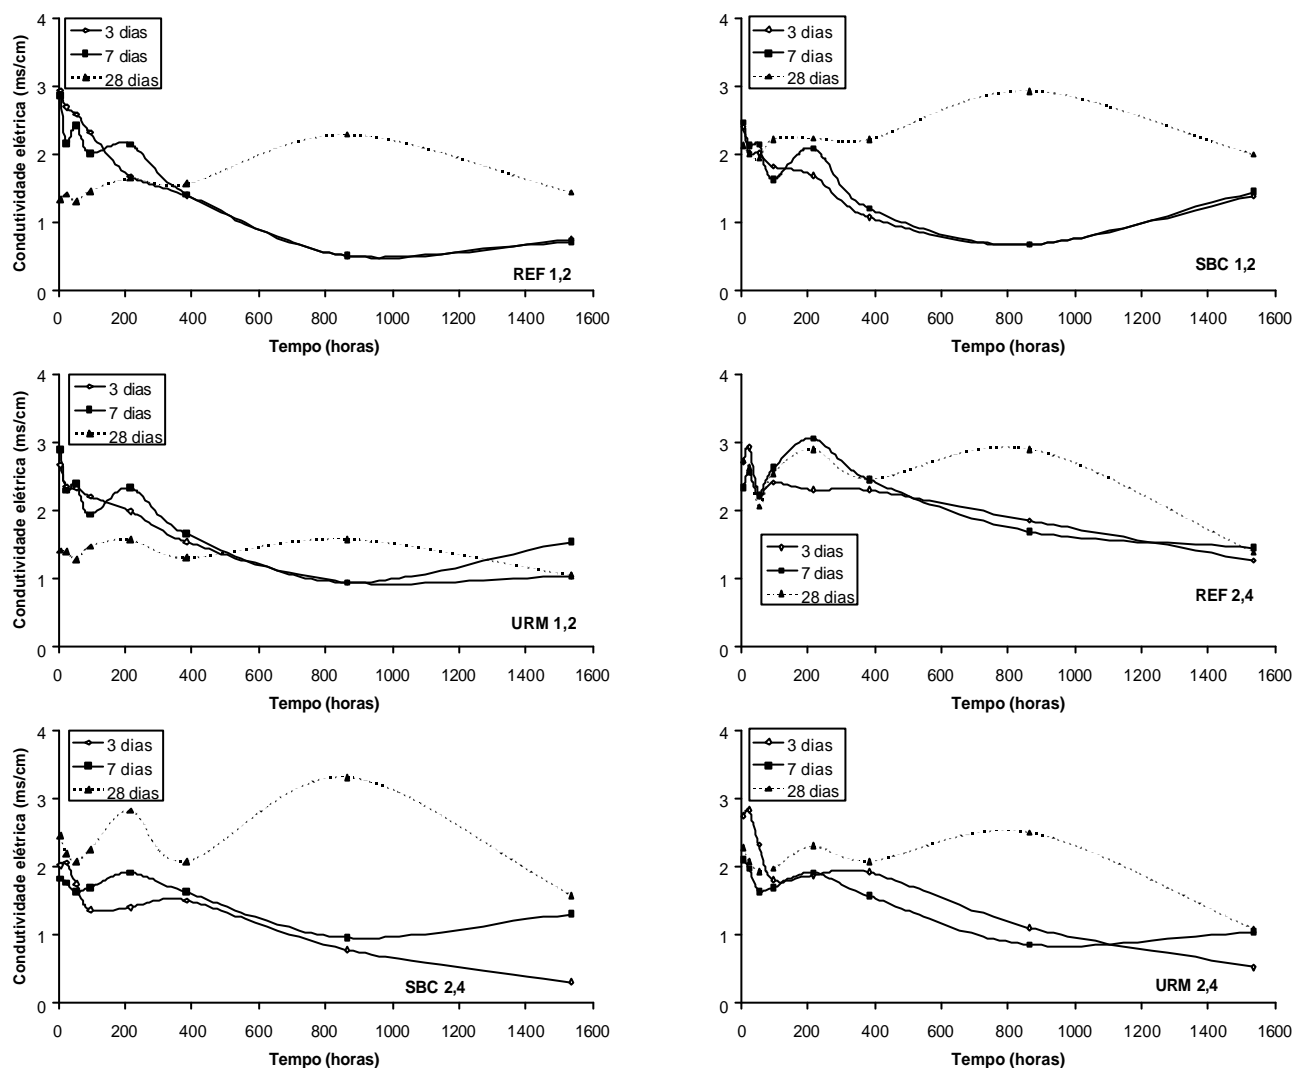 4
3
2
1
0
Condutividade elétrica (ms/cm)
3 dias
7 dias
28 dias
REF 1,2
0 200 400 600 800 1000 1200 1400 1600
Tempo (horas)
4
3
2
1
0
3 dias
7 dias
28 dias
SBC 1,2
0 200 400 600 800 1000 1200 1400 1600
Tempo (horas)
4
3
2
1
0
Condutividade elétrica (ms/cm)
3 dias
7 dias
28 dias
URM 1,2
0 200 400 600 800 1000 1200 1400 1600
Tempo (horas)
4
3
2
1
0
3 dias
7 dias
28 dias
REF 2,4
0 200 400 600 800 1000 1200 1400 1600
Tempo (horas)
4
3
2
1
0
Condutividade elétrica (ms/cm)
3 dias
7 dias
28 dias
SBC 2,4
0 200 400 600 800 1000 1200 1400 1600
Tempo (horas)
4
3
2
1
0
3 dias
7 dias
28 dias
URM 2,4
0 200 400 600 800 1000 1200 1400 1600
Tempo (horas)